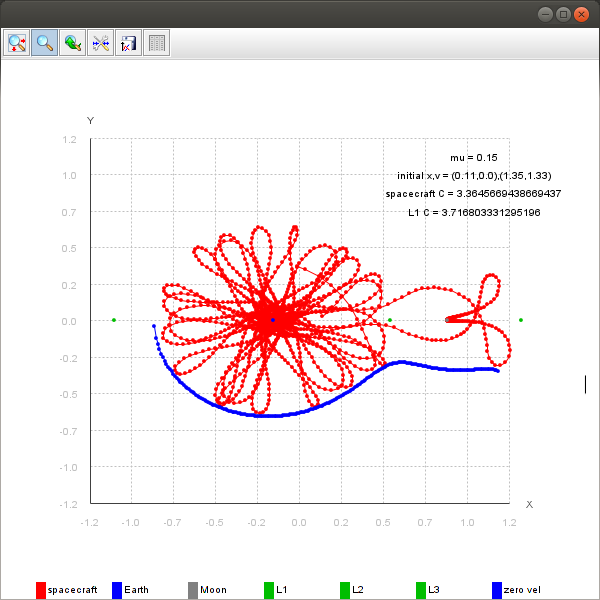 Y
mu = 0.15
initial x,v = (0.11,0.0),(1.35,1.33)
spacecraft C = 3.3645669438669437
L1 C = 3.716803331295196
1.2
1.0
0.7
0.5
0.2
0.0
-0.2
-0.5
-0.7
-1.0
-1.2
X
-1.2 -1.0 -0.7 -0.5 -0.2 0.0 0.2 0.5 0.7 1.0 1.2
spacecraft Earth Moon L1 L2 L3 zero vel